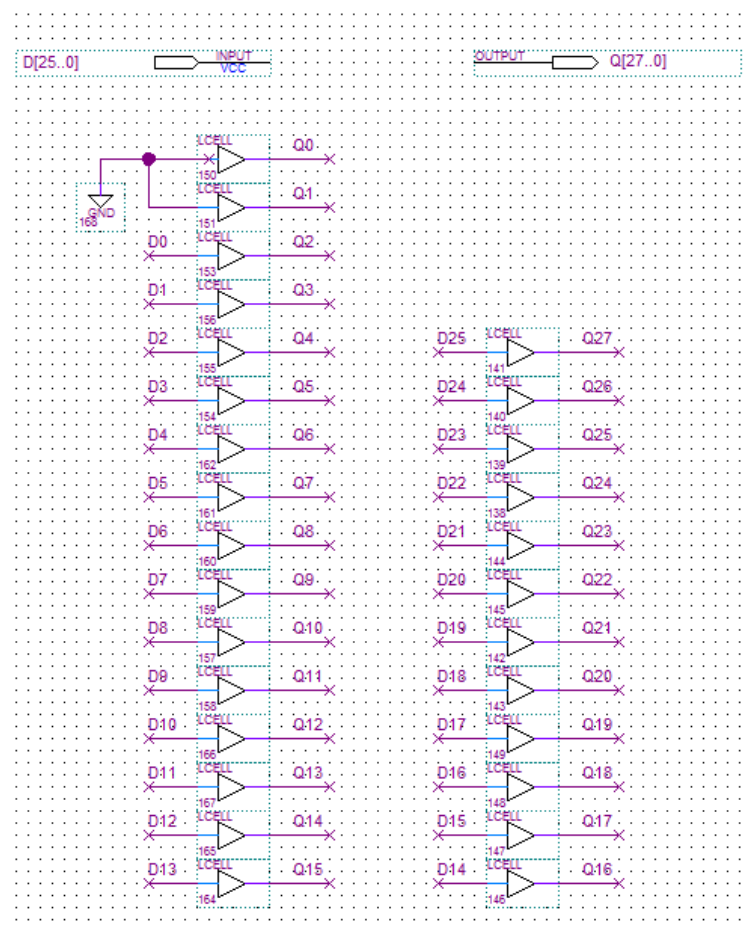 D[25..0] INPUT VCC OUTPUT Q[27..0]
LCELL Q0
150
LCELL Q1
GND 168 151
D0 LCELL Q2
153
D1 LCELL Q3
156
D2 LCELL Q4 D25 LCELL Q27
155 141
D3 LCELL Q5 D24 LCELL Q26
154 140
D4 LCELL Q6 D23 LCELL Q25
162 139
D5 LCELL Q7 D22 LCELL Q24
161 138
D6 LCELL Q8 D21 LCELL Q23
160 144
D7 LCELL Q9 D20 LCELL Q22
159 145
D8 LCELL Q10 D19 LCELL Q21
157 142
D9 LCELL Q11 D18 LCELL Q20
158 143
D10 LCELL Q12 D17 LCELL Q19
166 149
D11 LCELL Q13 D16 LCELL Q18
167 148
D12 LCELL Q14 D15 LCELL Q17
165 147
D13 LCELL Q15 D14 LCELL Q16
164 146